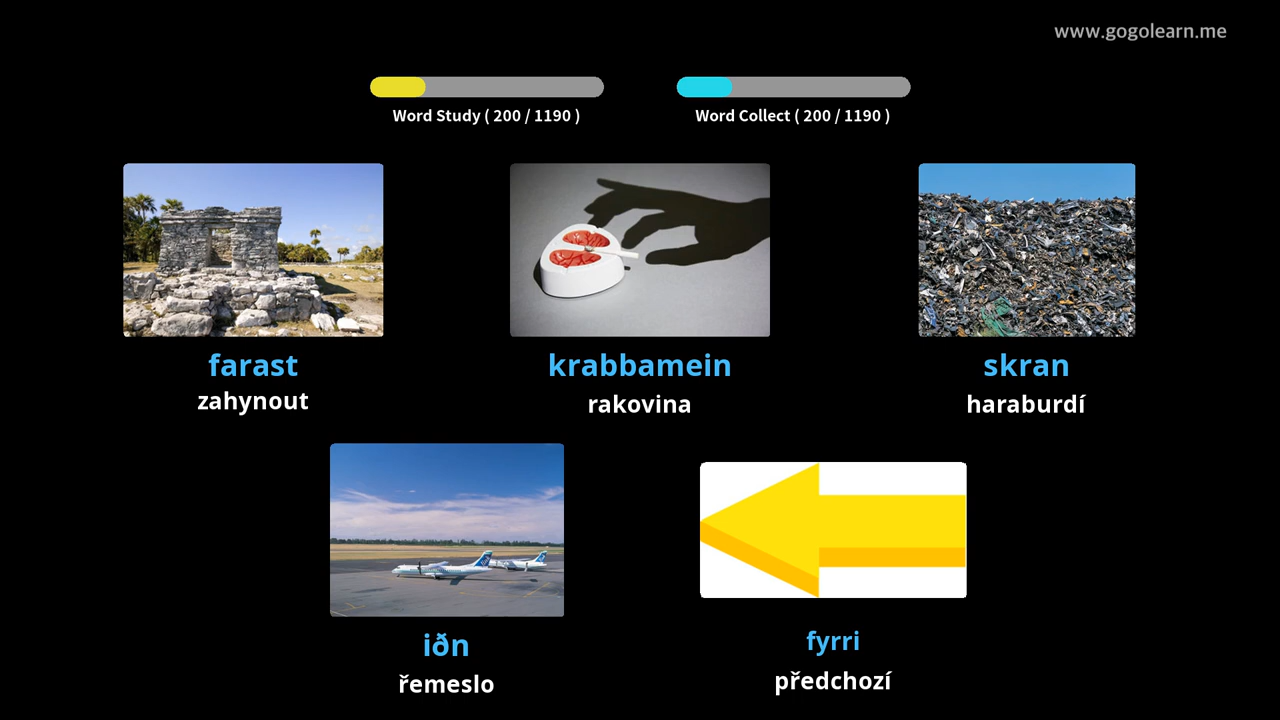 www.gogolearn.me
Word Study ( 200 / 1190 )
Word Collect ( 200 / 1190 )
farast
zahynout
krabbamein
rakovina
skran
haraburdí
iðn
řemeslo
fyrri
předchozí